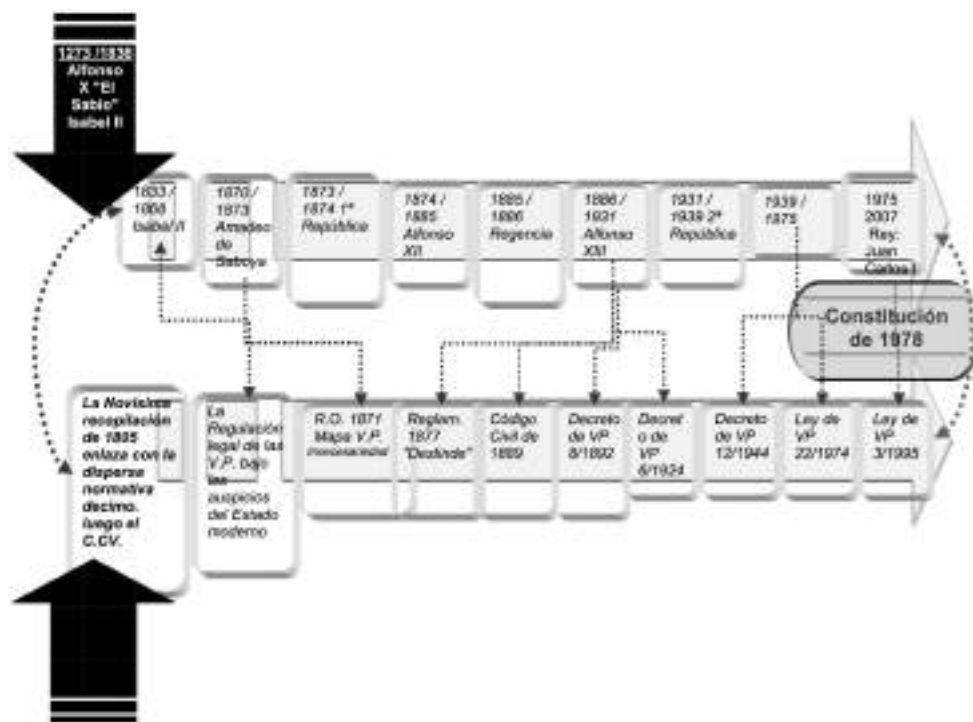 1273/1838
Alfonso
X "El
Sabio"
Isabel II
1833 /
1868
Isabel II
1870 /
1873
Amadeo
de
Saboya
1873 /
1874 1ª
República
1874 /
1885
Alfonso
XII
1885 /
1886
Regencia
1886 /
1931
Alfonso
XIII
1931 /
1939 2ª
República
1939
/ 1975
1975
2007
Rey:
Juan
Carlos I
Constitución
de 1978
La Novísima
recopilación
de 1805
enlaza con la
dispersa
normativa
decimo.
luego al
C.CV.
La
Regulación
legal de las
V.P. bajo
las
auspicios
del Estado
moderno
R.O. 1871
Mapa V.P.
Reglam.
1877
"Deslinde"
Código
Civil de
1889
Decreto
de VP
8/1892
Decret
o de
VP
6/1924
Decreto
de VP
12/1944
Ley de
VP
22/1974
Ley de
VP
3/1995